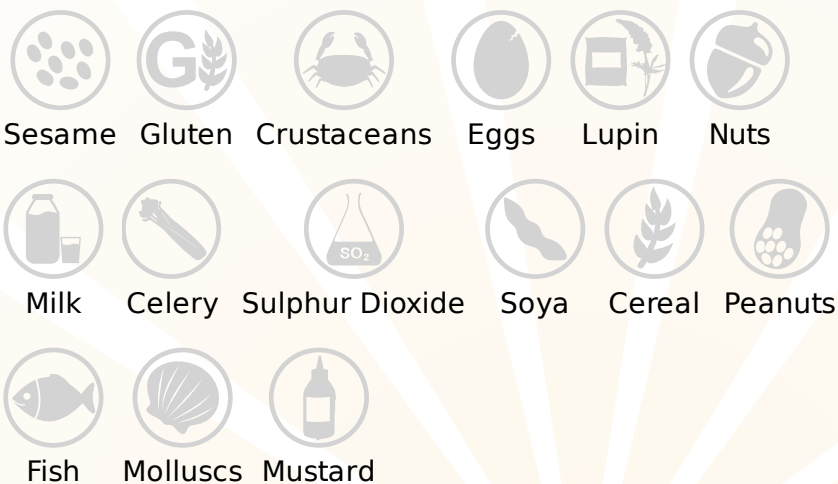 G
Sesame Gluten Crustaceans Eggs Lupin Nuts
SO₂
Milk Celery Sulphur Dioxide Soya Cereal Peanuts
Fish Molluscs Mustard